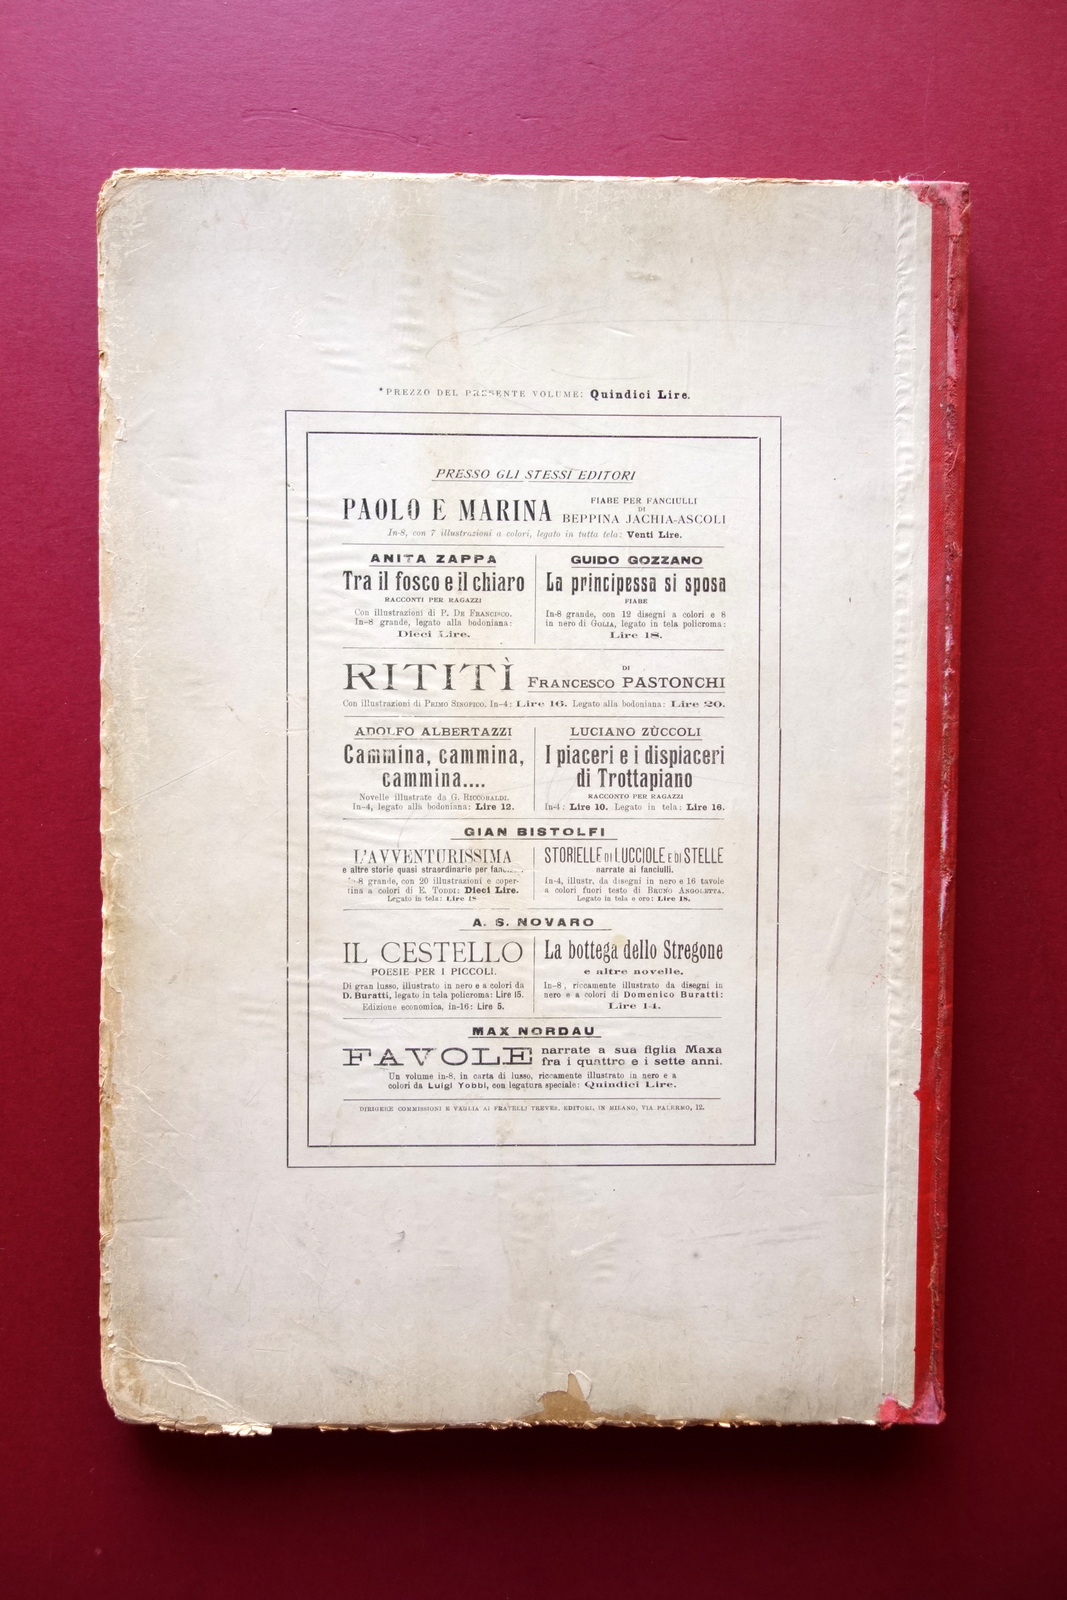 *PREZZO DEL PRESENTE VOLUME: Quindici Lire.
PRESSO GLI STESSI EDITORI
PAOLO E MARINA
FIABE PER FANCIULLI
DI
BEPPINA JACHIA-ASCOLI
In-8, con 7 illustrazioni a colori, legato in tutta tela: Venti Lire.
ANITA ZAPPA
Tra il fosco e il chiaro
RACCONTI PER RAGAZZI
Con illustrazioni di P. DE FRANCISCO.
In-8 grande, legato alla bodoniana:
Dieci Lire.
GUIDO GOZZANO
La principessa si sposa
FIABE
In-8 grande, con 12 disegni a colori e 8
in nero di GOLIA, legato in tela policroma:
Lire 18.
RITITÌ
DI
FRANCESCO PASTONCHI
Con illustrazioni di PRIMO SINOPICO. In-4: Lire 16. Legato alla bodoniana: Lire 20.
ADOLFO ALBERTAZZI
Cammina, cammina,
cammina....
Novelle illustrate da G. RICCOBALDI.
In-4, legato alla bodoniana: Lire 12.
LUCIANO ZÙCCOLI
I piaceri e i dispiaceri
di Trottapiano
RACCONTO PER RAGAZZI
In-4: Lire 10. Legato in tela: Lire 16.
GIAN BISTOLFI
L'AVVENTURISSIMA
e altre storie quasi straordinarie per
In-8 grande, con 20 illustrazioni e coper-
tina a colori di E. TODDI: Dieci Lire.
Legato in tela: Lire 18
STORIELLE DI LUCCIOLE E DI STELLE
narrate ai fanciulli.
In-4, illustr. da disegni in nero e 16 tavole
a colori fuori testo di BRUNO ANGOLETTA.
Legato in tela e oro: Lire 18.
A. S. NOVARO
IL CESTELLO
POESIE PER I PICCOLI.
Di gran lusso, illustrato in nero e a colori da
D. Buratti, legato in tela policroma: Lire 15.
Edizione economica, in-16: Lire 5.
La bottega dello Stregone
e altre novelle.
In-8, riccamente illustrato da disegni in
nero e a colori di Domenico Buratti:
Lire 14.
MAX NORDAU
FAVOLE
narrate a sua figlia Maxa
fra i quattro e i sette anni.
Un volume in-8, in carta di lusso, riccamente illustrato in nero e a
colori da Luigi Yobbi, con legatura speciale: Quindici Lire.
DIRIGERE COMMISSIONI E VAGLIA AI FRATELLI TREVES, EDITORI, IN MILANO, VIA PALERMO, 12.